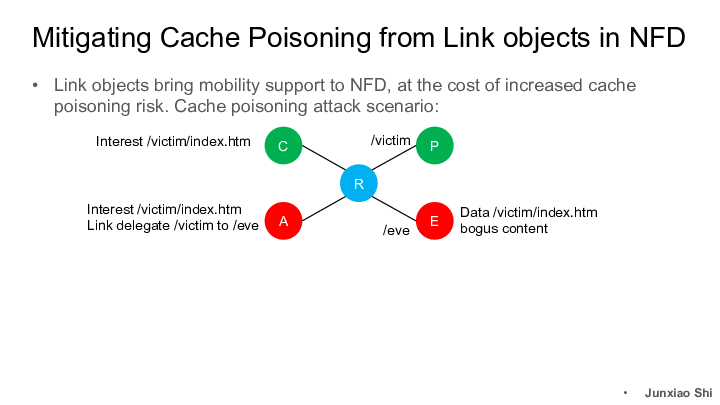 Mitigating Cache Poisoning from Link objects in NFD
• Link objects bring mobility support to NFD, at the cost of increased cache
poisoning risk. Cache poisoning attack scenario:
Interest /victim/index.htm
C
/victim
P
R
Interest /victim/index.htm
Link delegate /victim to /eve
A
/eve
E
Data /victim/index.htm
bogus content
• Junxiao Shi